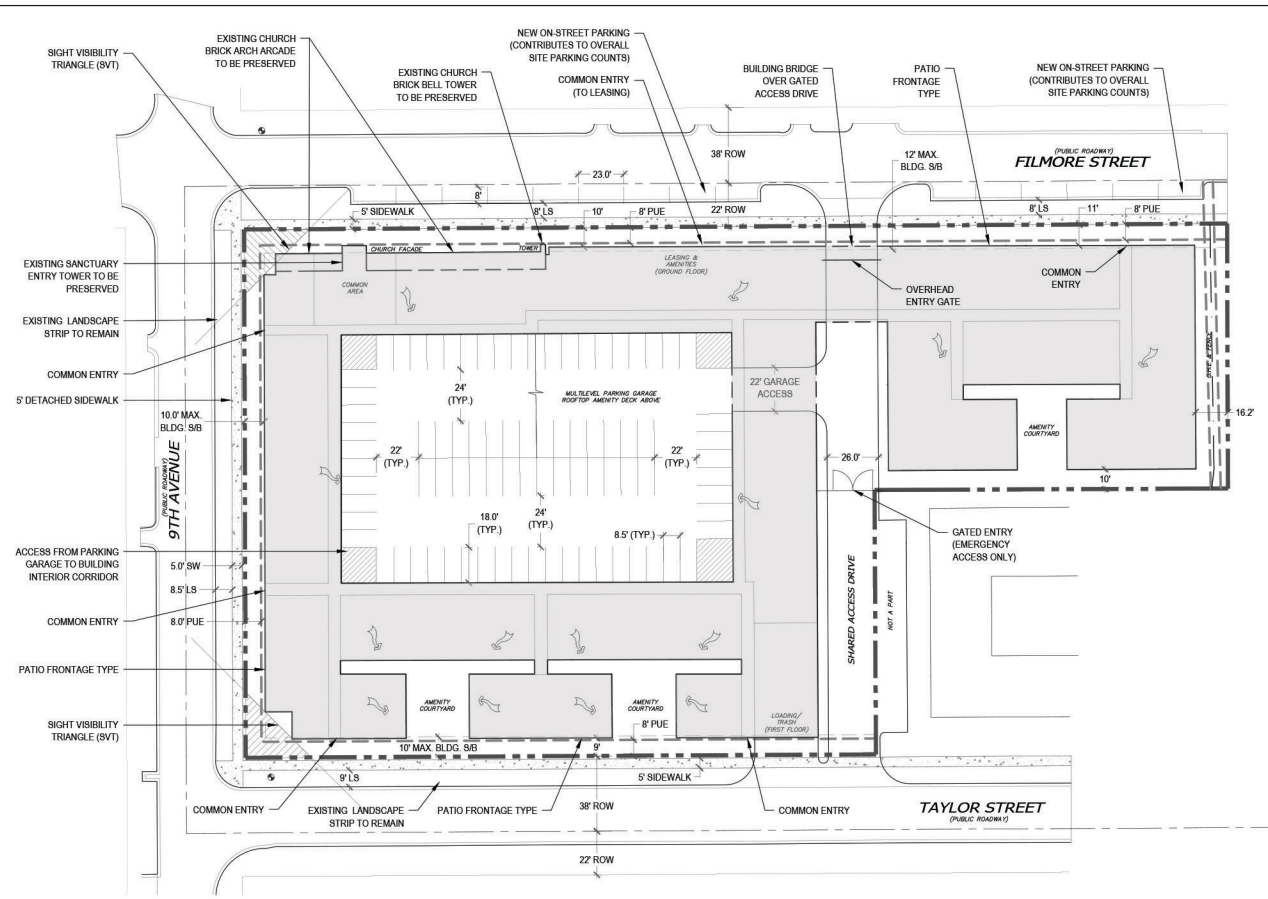 SIGHT VISIBILITY
TRIANGLE (SVT)
EXISTING CHURCH
BRICK ARCH ARCADE
TO BE PRESERVED
EXISTING CHURCH
BRICK BELL TOWER
TO BE PRESERVED
NEW ON-STREET PARKING
(CONTRIBUTES TO OVERALL
SITE PARKING COUNTS)
COMMON ENTRY
(TO LEASING)
BUILDING BRIDGE
OVER GATED
ACCESS DRIVE
PATIO
FRONTAGE
TYPE
NEW ON-STREET PARKING
(CONTRIBUTES TO OVERALL
SITE PARKING COUNTS)
38' ROW
12' MAX.
BLDG. S/B
(PUBLIC ROADWAY)
FILMORE STREET
23.0'
8'
5' SIDEWALK
8' LS
10'
8' PUE
22' ROW
8' LS
11'
8' PUE
CHURCH FACADE
TOWER
LEASING &
AMENITIES
(GROUND FLOOR)
EXISTING SANCTUARY
ENTRY TOWER TO BE
PRESERVED
COMMON
AREA
OVERHEAD
ENTRY GATE
COMMON
ENTRY
EXISTING LANDSCAPE
STRIP TO REMAIN
COMMON ENTRY
5' DETACHED SIDEWALK
24'
(TYP.)
MULTILEVEL PARKING GARAGE
ROOFTOP AMENITY DECK ABOVE
22' GARAGE
ACCESS
10.0' MAX.
BLDG. S/B
16.2'
AMENITY
COURTYARD
9TH AVENUE
(PUBLIC ROADWAY)
22'
(TYP.)
22'
(TYP.)
26.0'
10'
18.0'
(TYP.)
24'
(TYP.)
8.5' (TYP.)
GATED ENTRY
(EMERGENCY
ACCESS ONLY)
ACCESS FROM PARKING
GARAGE TO BUILDING
INTERIOR CORRIDOR
5.0' SW
8.5' LS
8.0' PUE
COMMON ENTRY
SHARED ACCESS DRIVE
NOT A PART
PATIO FRONTAGE TYPE
AMENITY
COURTYARD
AMENITY
COURTYARD
SIGHT VISIBILITY
TRIANGLE (SVT)
LOADING/
TRASH
(FIRST FLOOR)
8' PUE
10' MAX. BLDG. S/B
9'
9' LS
5' SIDEWALK
COMMON ENTRY
EXISTING LANDSCAPE
STRIP TO REMAIN
PATIO FRONTAGE TYPE
38' ROW
COMMON ENTRY
TAYLOR STREET
(PUBLIC ROADWAY)
22' ROW